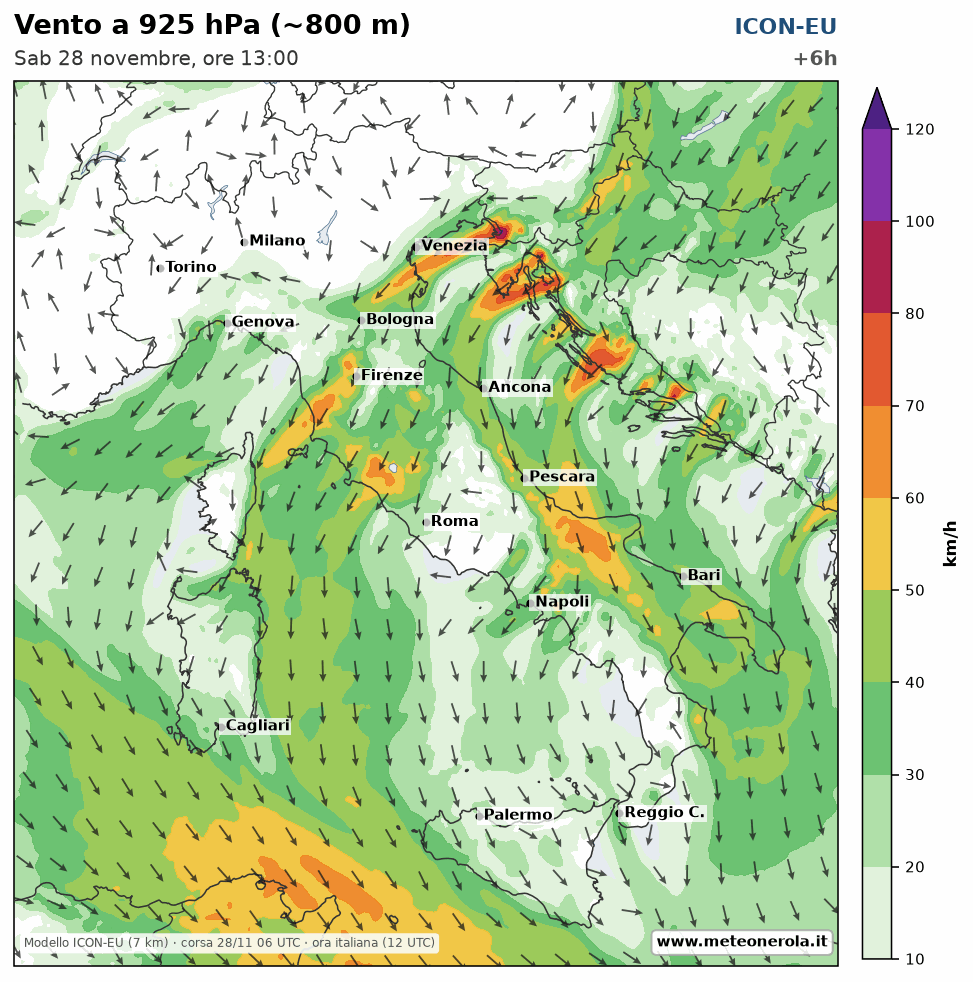 Vento a 925 hPa (~800 m)
ICON-EU
Sab 28 novembre, ore 13:00
+6h
Milano
Venezia
Torino
Genova
Bologna
Firenze
Ancona
Pescara
Roma
Bari
Napoli
Cagliari
Palermo
Reggio C.
120
100
80
70
60
50
40
30
20
10
km/h
Modello ICON-EU (7 km) · corsa 28/11 06 UTC · ora italiana (12 UTC)
www.meteonerola.it